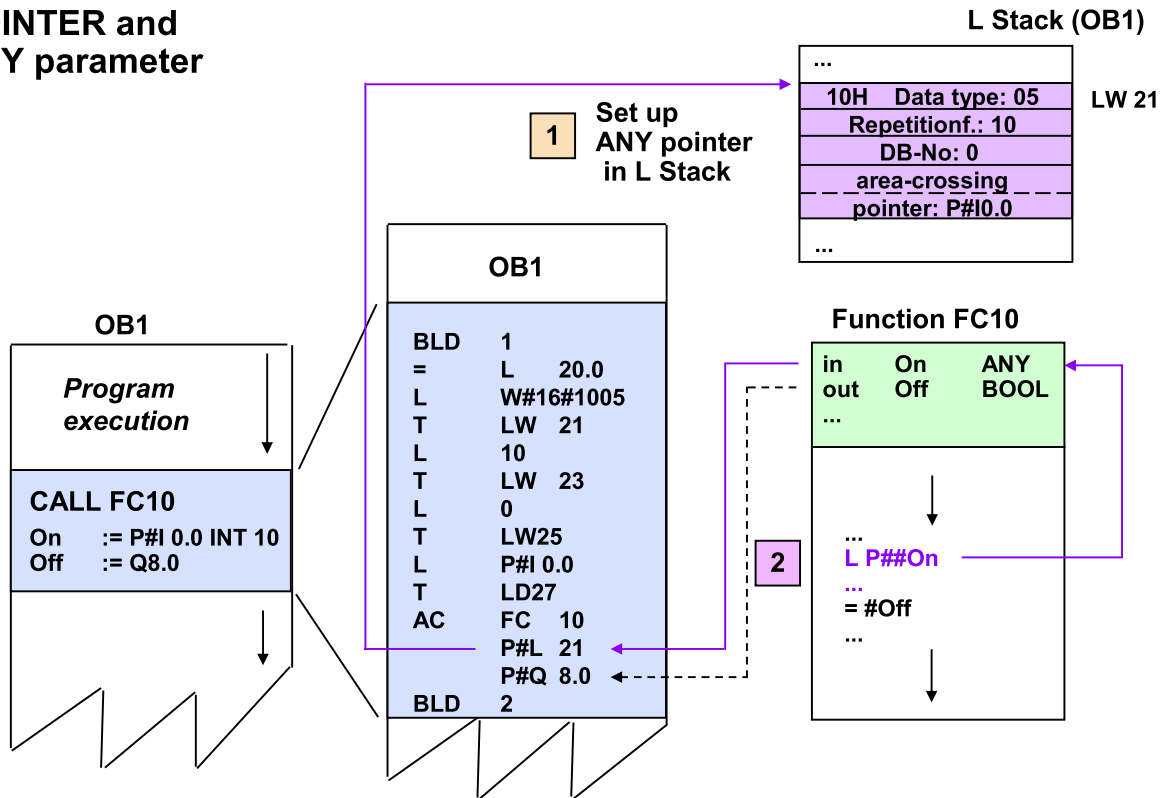 INTER and
Y parameter
L Stack (OB1)
...
10H Data type: 05
LW 21
Repetitionf.: 10
DB-No: 0
area-crossing
pointer: P#I0.0
...
1
Set up
ANY pointer
in L Stack
OB1
Program
execution
CALL FC10
On := P#I 0.0 INT 10
Off := Q8.0
OB1
BLD 1
= L 20.0
L W#16#1005
T LW 21
L 10
T LW 23
L 0
T LW25
L P#I 0.0
T LD27
AC FC 10
P#L 21
P#Q 8.0
BLD 2
Function FC10
in On ANY
out Off BOOL
...
2
...
L P##On
...
= #Off
...